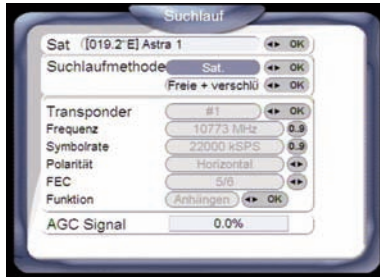 Suchlauf
Sat [019.2°E] Astra 1 OK
Suchlaufmethode Sat. OK
Freie + verschlü OK
Transponder #1 OK
Frequenz 10773 MHz 0..9
Symbolrate 22000 kSPS 0..9
Polarität Horizontal
FEC 5/6
Funktion Anhängen OK
AGC Signal 0.0%